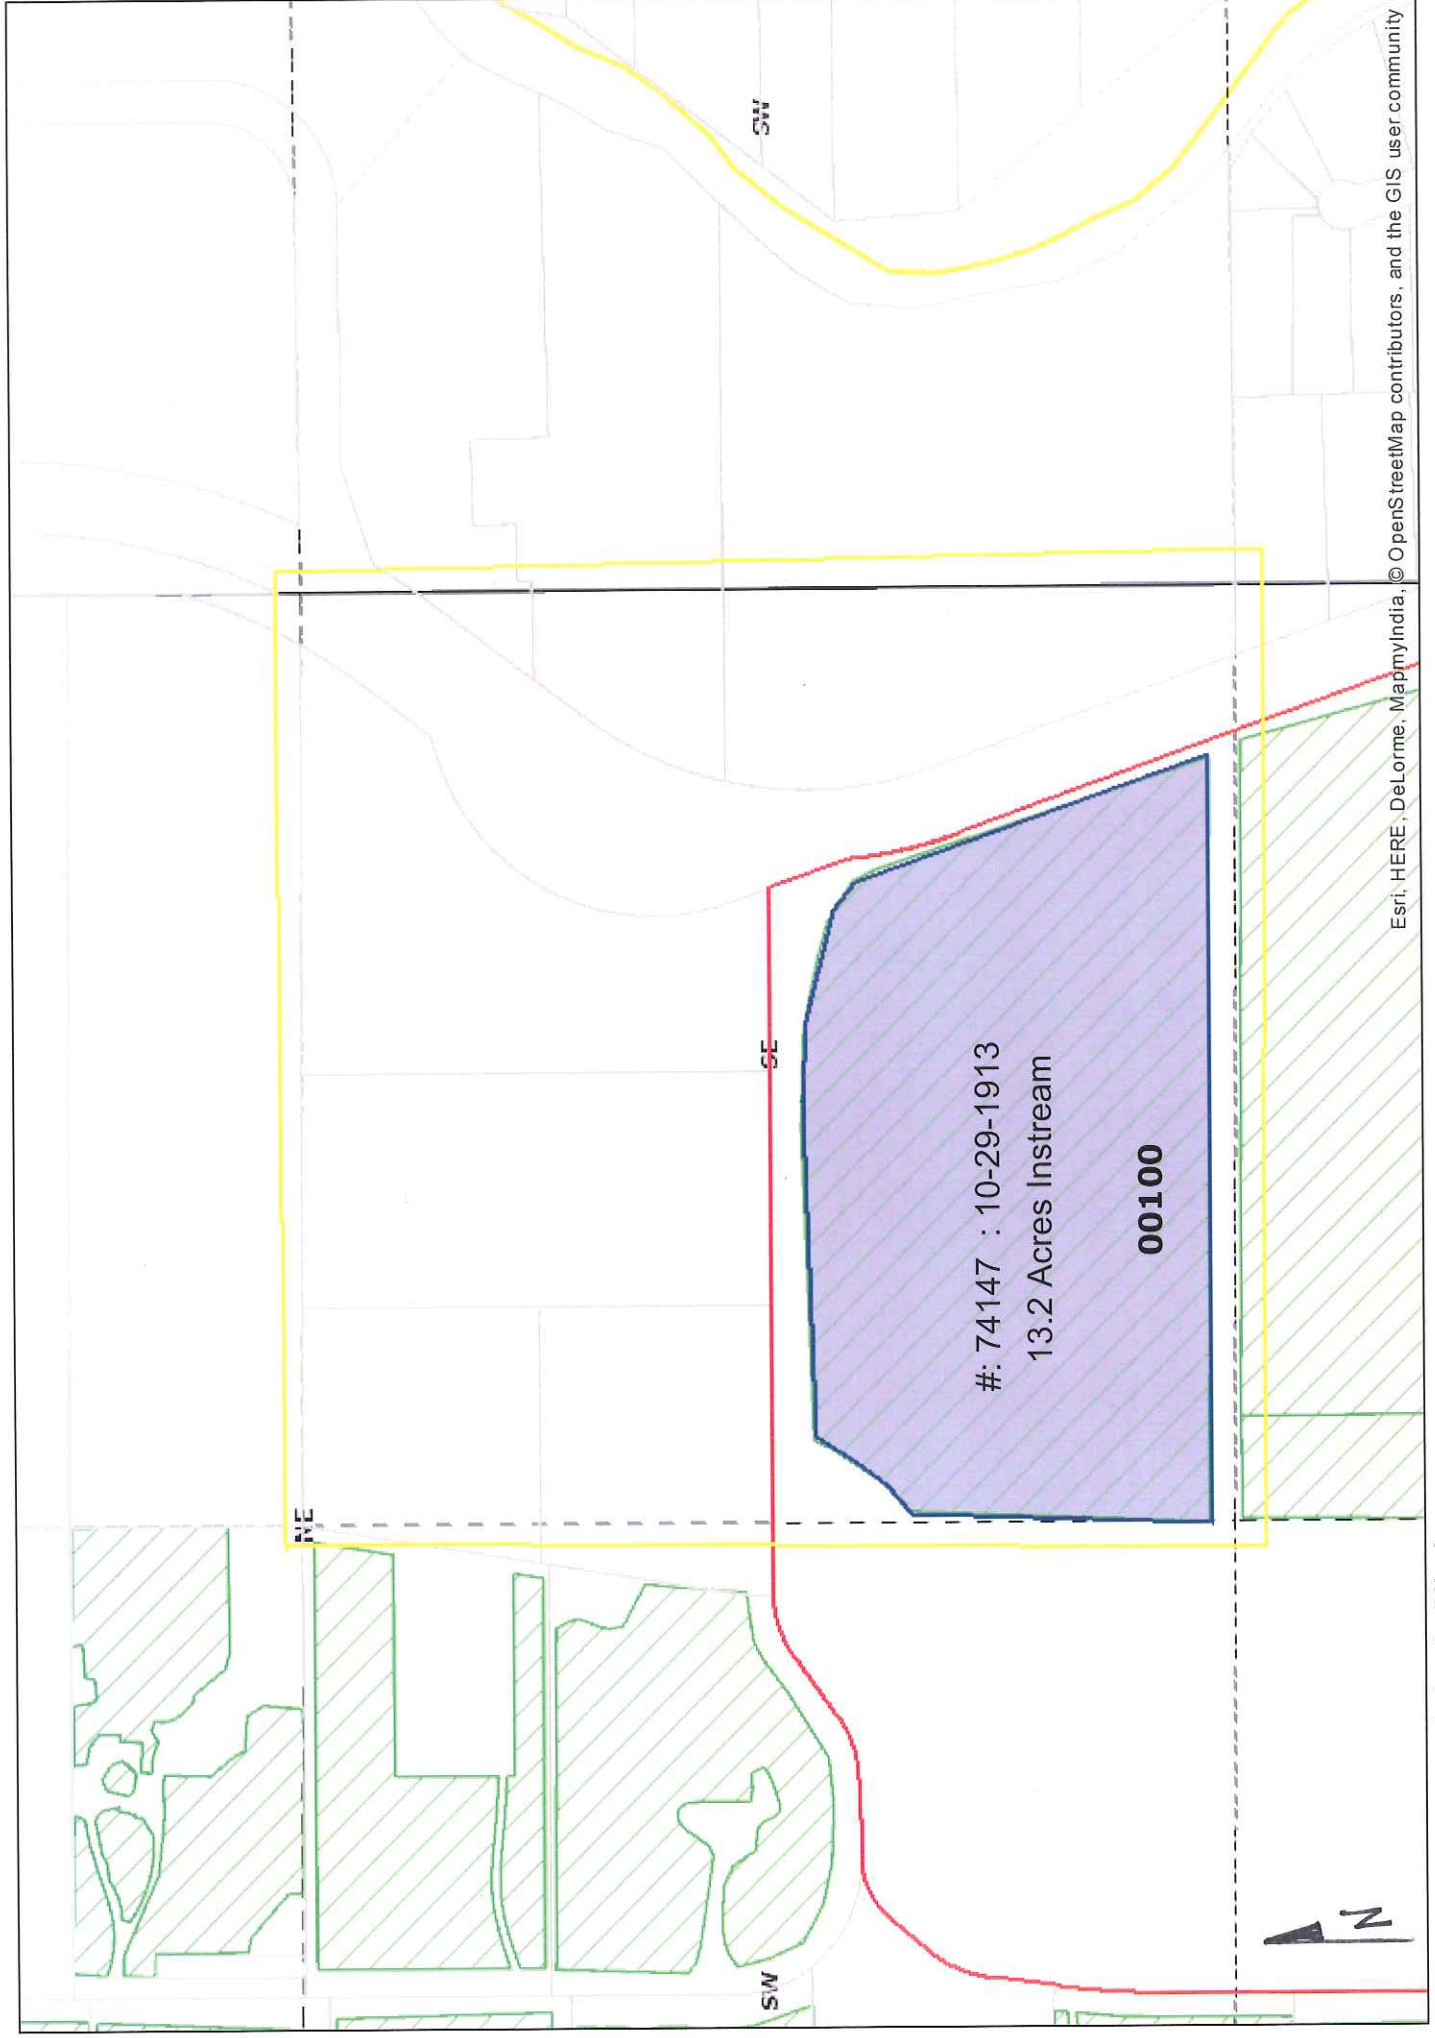 NE
SW
SE
SW
#: 74147 : 10-29-1913
13.2 Acres Instream
00100
Esri, HERE, DeLorme, MapmyIndia, © OpenStreetMap contributors, and the GIS user community
N